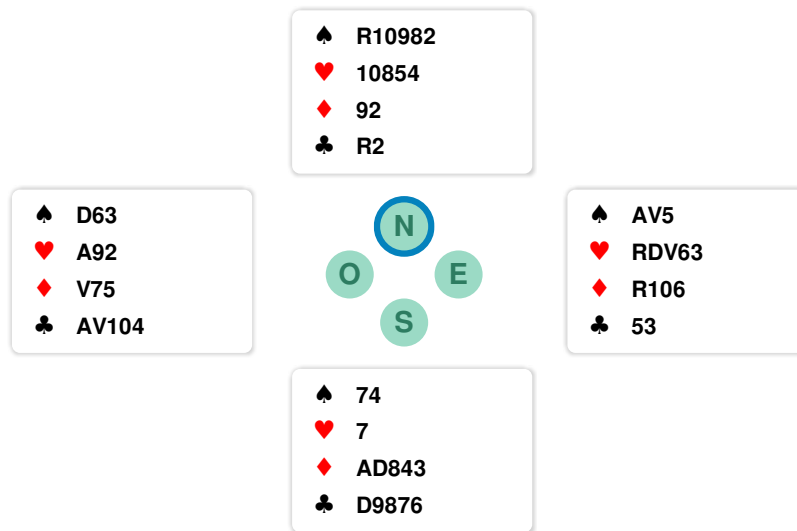 ♠ R10982
♥ 10854
♦ 92
♣ R2
♠ D63
♥ A92
♦ V75
♣ AV104
N
O E
S
♠ AV5
♥ RDV63
♦ R106
♣ 53
♠ 74
♥ 7
♦ AD843
♣ D9876